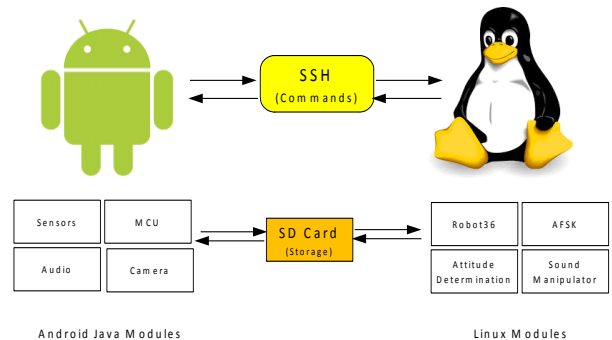 SSH
(Commands)
Sensors
MCU
Audio
Camera
SD Card
(Storage)
Robot36
AFSK
Attitude
Determination
Sound
Manipulator
Android Java Modules
Linux Modules